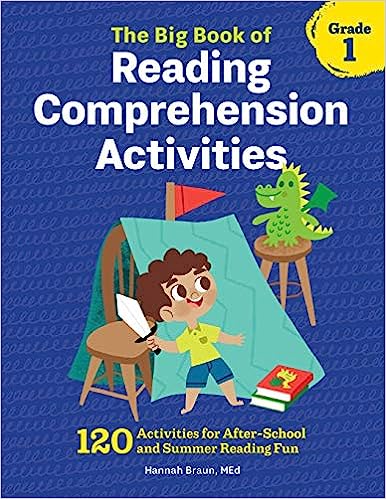 The Big Book of
Reading
Comprehension
Activities
Grade
1
120 Activities for After-School
and Summer Reading Fun
Hannah Braun, MEd